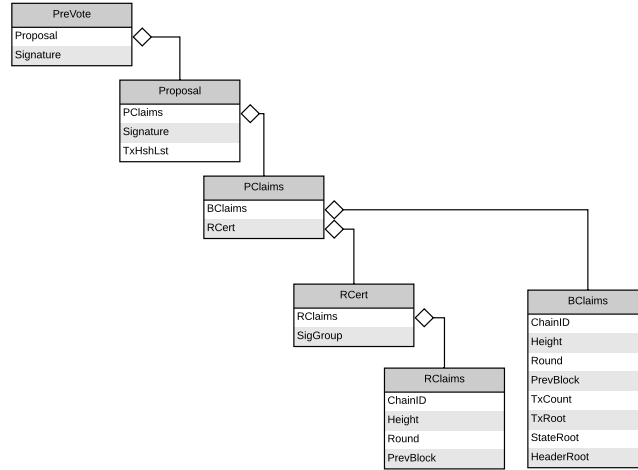 PreVote
Proposal
Signature
Proposal
PClaims
Signature
TxHshLst
PClaims
BClaims
RCert
RCert
RClaims
SigGroup
BClaims
ChainID
Height
Round
PrevBlock
TxCount
TxRoot
StateRoot
HeaderRoot
RClaims
ChainID
Height
Round
PrevBlock